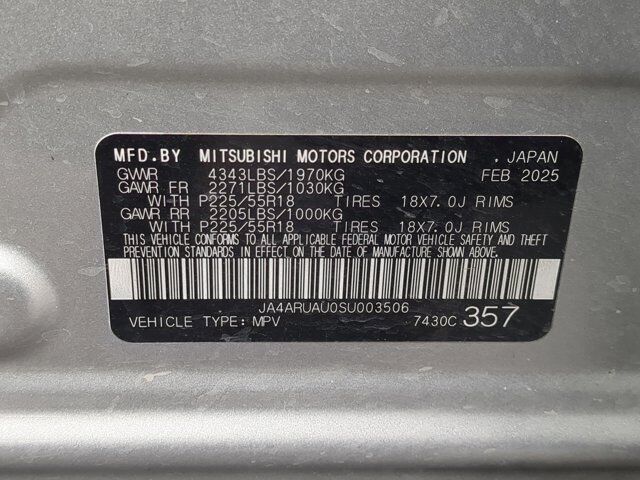 MFD.BY MITSUBISHI MOTORS CORPORATION . JAPAN
GVWR 4343LBS/1970KG FEB 2025
GAWR FR 2271LBS/1030KG
WITH P225/55R18 TIRES 18X7.0J RIMS
GAWR RR 2205LBS/1000KG
WITH P225/55R18 TIRES 18X7.0J RIMS
THIS VEHICLE CONFORMS TO ALL APPLICABLE FEDERAL MOTOR VEHICLE SAFETY AND THEFT
PREVENTION STANDARDS IN EFFECT ON THE DATE OF MANUFACTURE SHOWN ABOVE.
JA4ARUAU0SU003506
VEHICLE TYPE: MPV 7430C 357